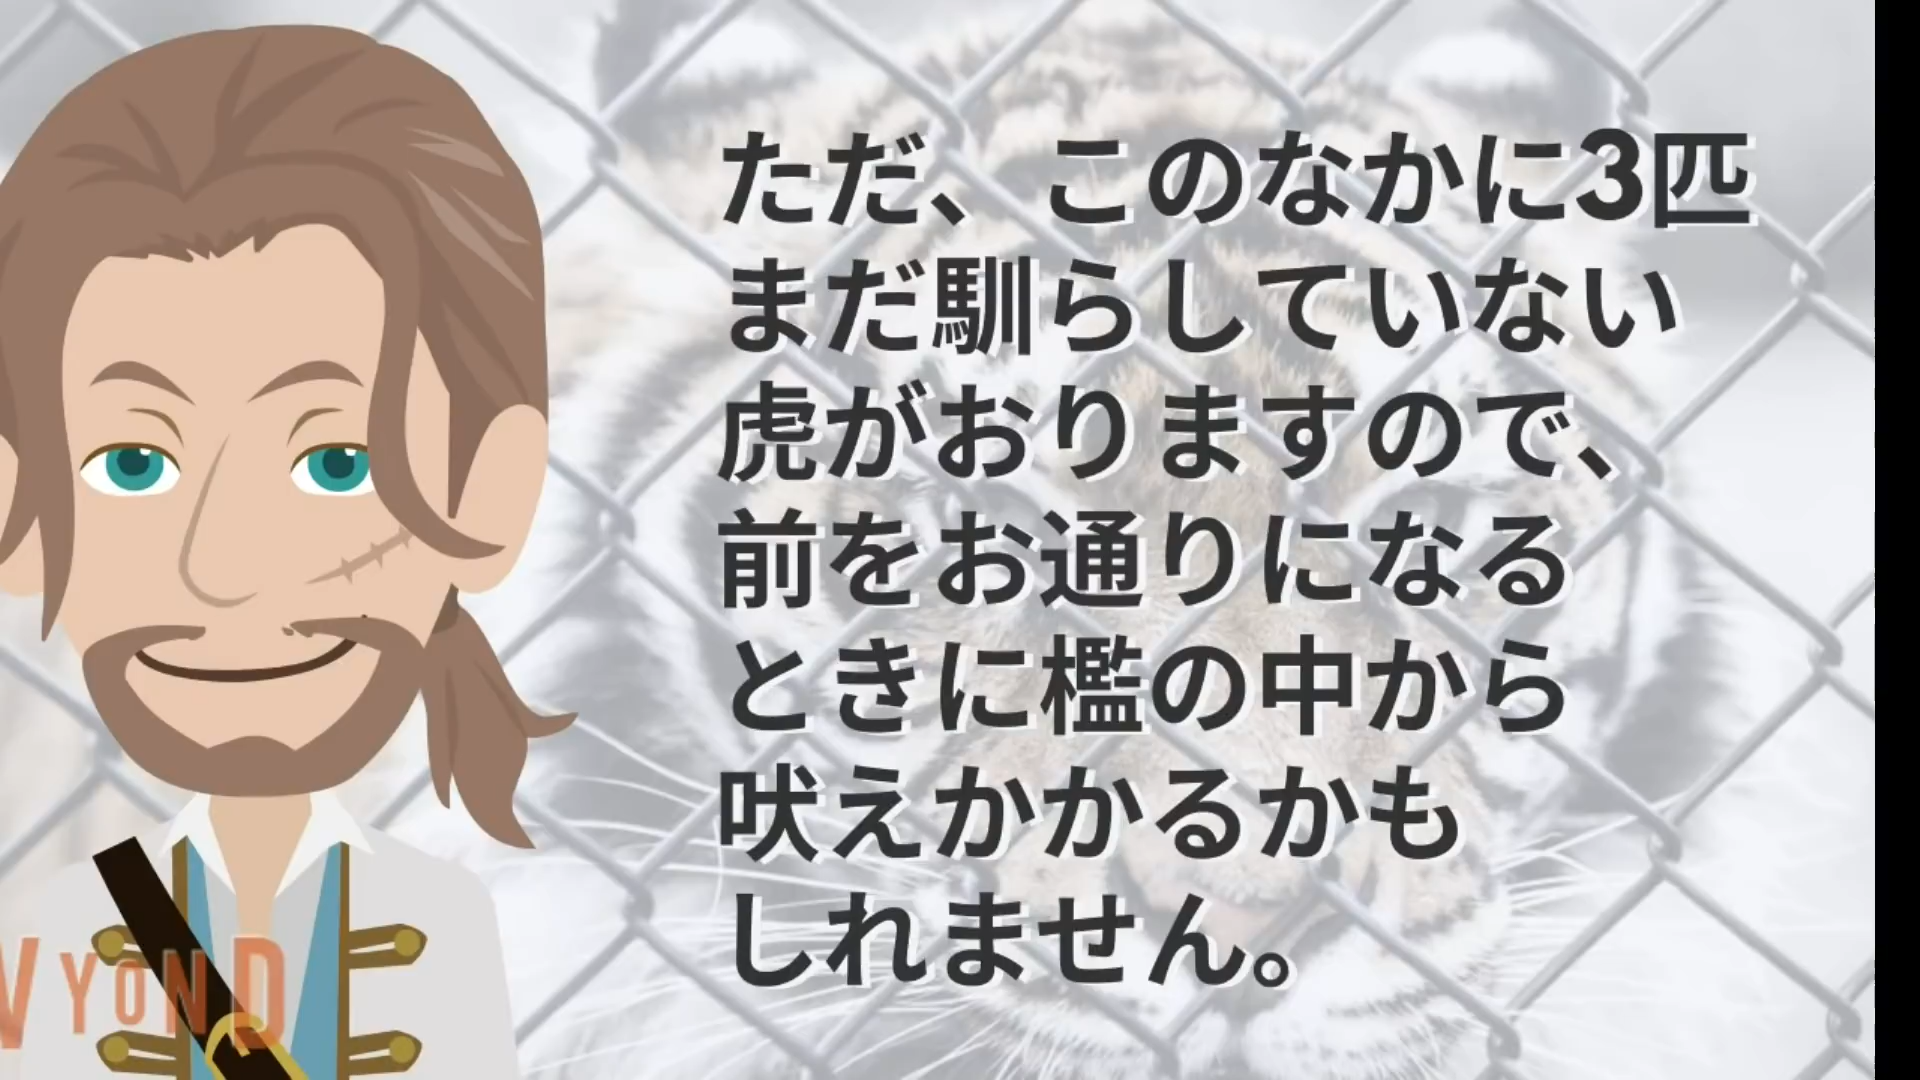 ただ、このなかに3匹
まだ馴らしていない
虎がおりますので、
前をお通りになる
ときに檻の中から
吠えかかるかも
しれません。
VYOND